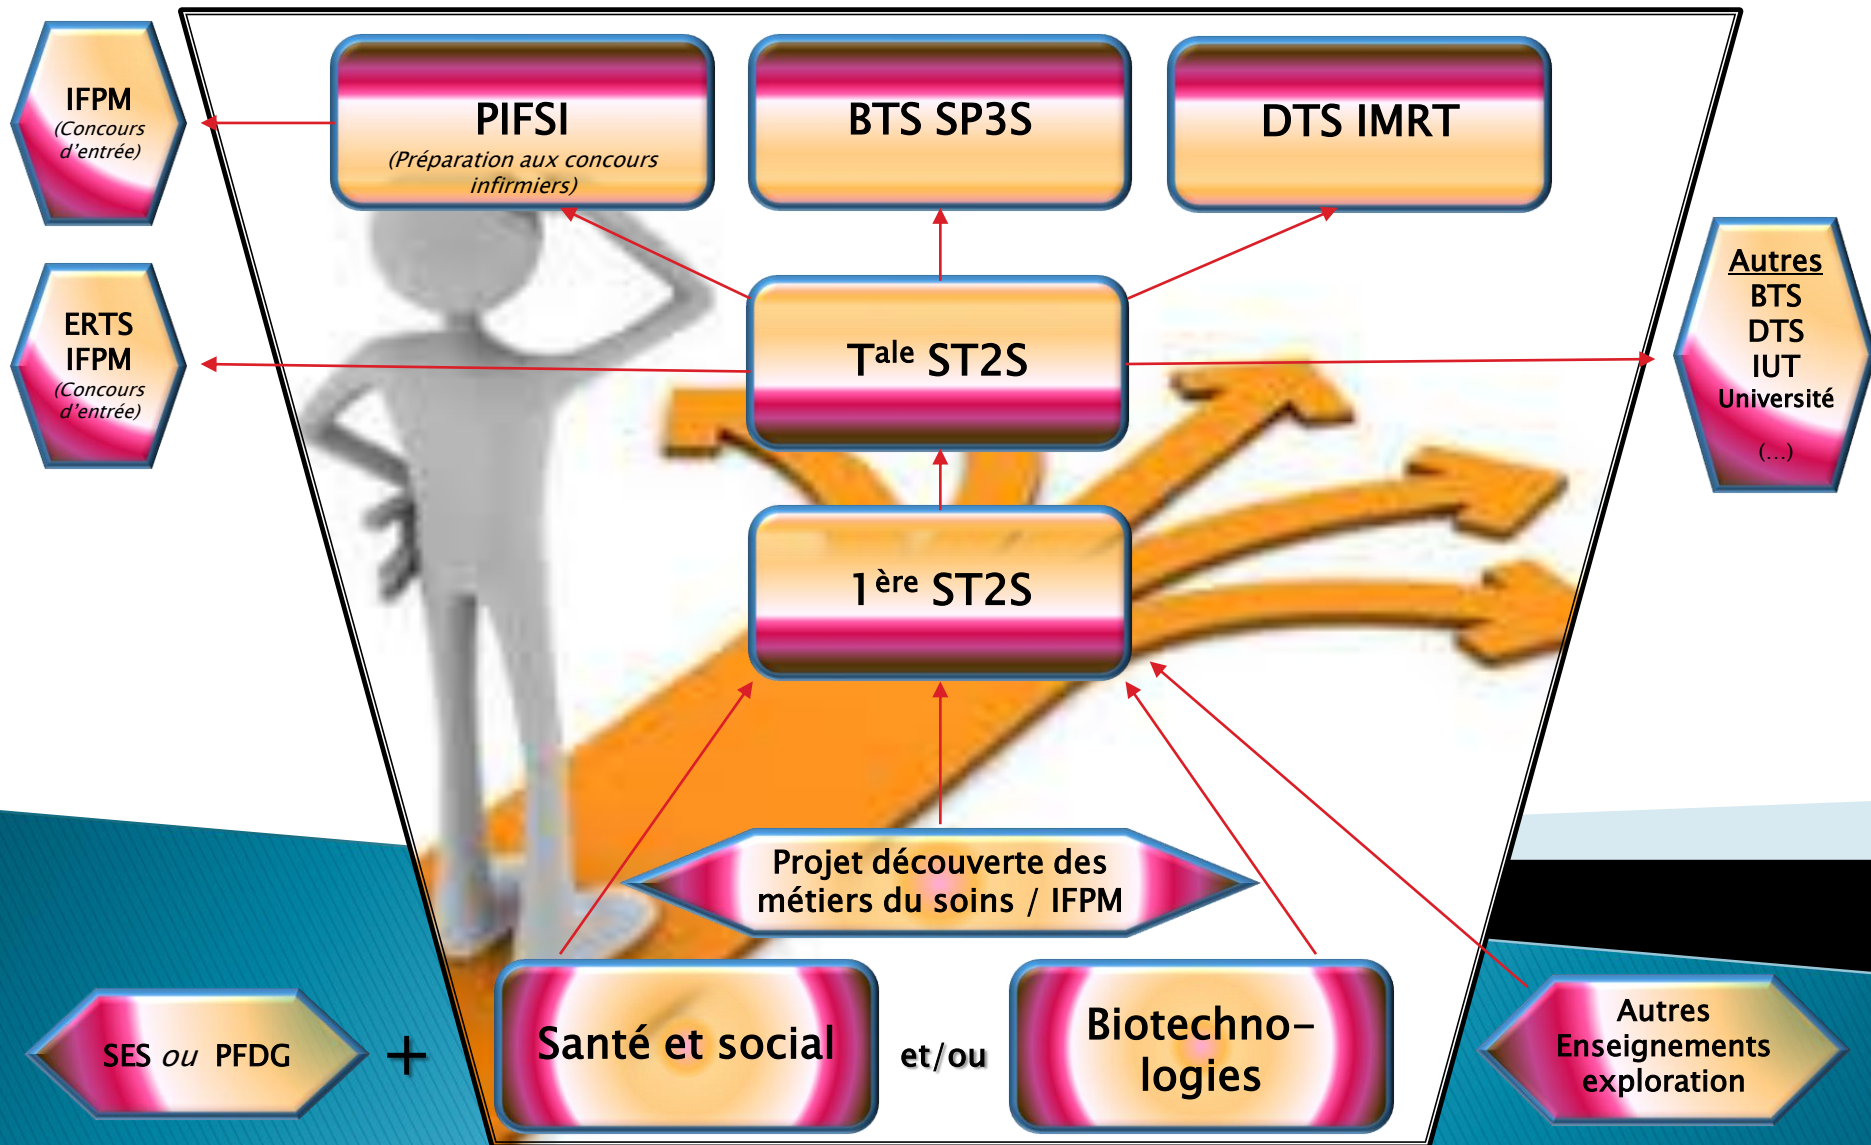 IFPM
(Concours
d'entrée)
PIFSI
(Préparation aux concours
infirmiers)
BTS SP3S
DTS IMRT
ERTS
IFPM
(Concours
d'entrée)
Tale ST2S
Autres
BTS
DTS
IUT
Université
(...)
1ère ST2S
Projet découverte des
métiers du soins / IFPM
SES ou PFDG
+
Santé et social
et/ou
Biotechno-
logies
Autres
Enseignements
exploration